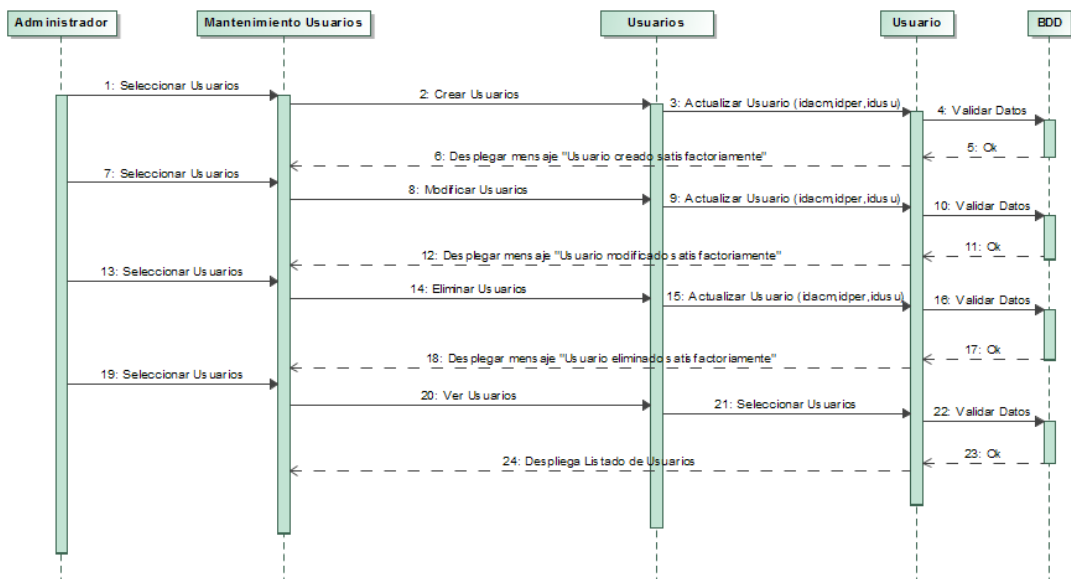 Administrador
Mantenimiento Usuarios
Usuarios
Usuario
BDD
1: Seleccionar Usuarios
2: Crear Usuarios
3: Actualizar Usuario (idacm,idper,idusu)
4: Validar Datos
5: Ok
6: Desplegar mensaje "Usuario creado satisfactoriamente"
7: Seleccionar Usuarios
8: Modificar Usuarios
9: Actualizar Usuario (idacm,idper,idusu)
10: Validar Datos
11: Ok
12: Desplegar mensaje "Usuario modificado satisfactoriamente"
13: Seleccionar Usuarios
14: Eliminar Usuarios
15: Actualizar Usuario (idacm,idper,idusu)
16: Validar Datos
17: Ok
18: Desplegar mensaje "Usuario eliminado satisfactoriamente"
19: Seleccionar Usuarios
20: Ver Usuarios
21: Seleccionar Usuarios
22: Validar Datos
23: Ok
24: Despliega Listado de Usuarios